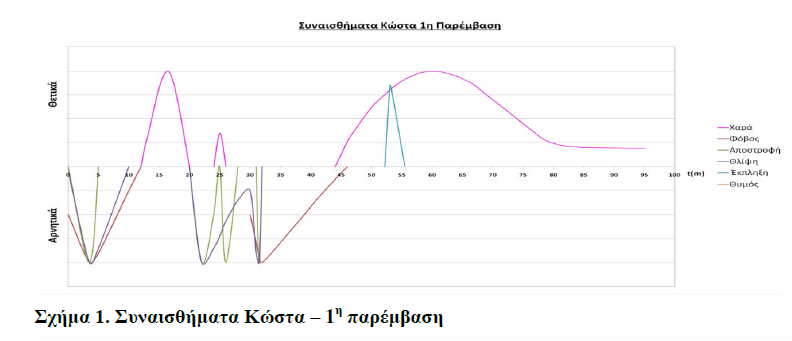 Συναισθήματα Κώστα 1η Παρέμβαση
Θετικά
Αρνητικά
0 5 10 15 20 25 30 35 40 45 50 55 60 65 70 75 80 85 90 95 100 t(m)
Χαρά
Φόβος
Αποστροφή
Θλίψη
Έκπληξη
Θυμός
Σχήμα 1. Συναισθήματα Κώστα – 1η παρέμβαση